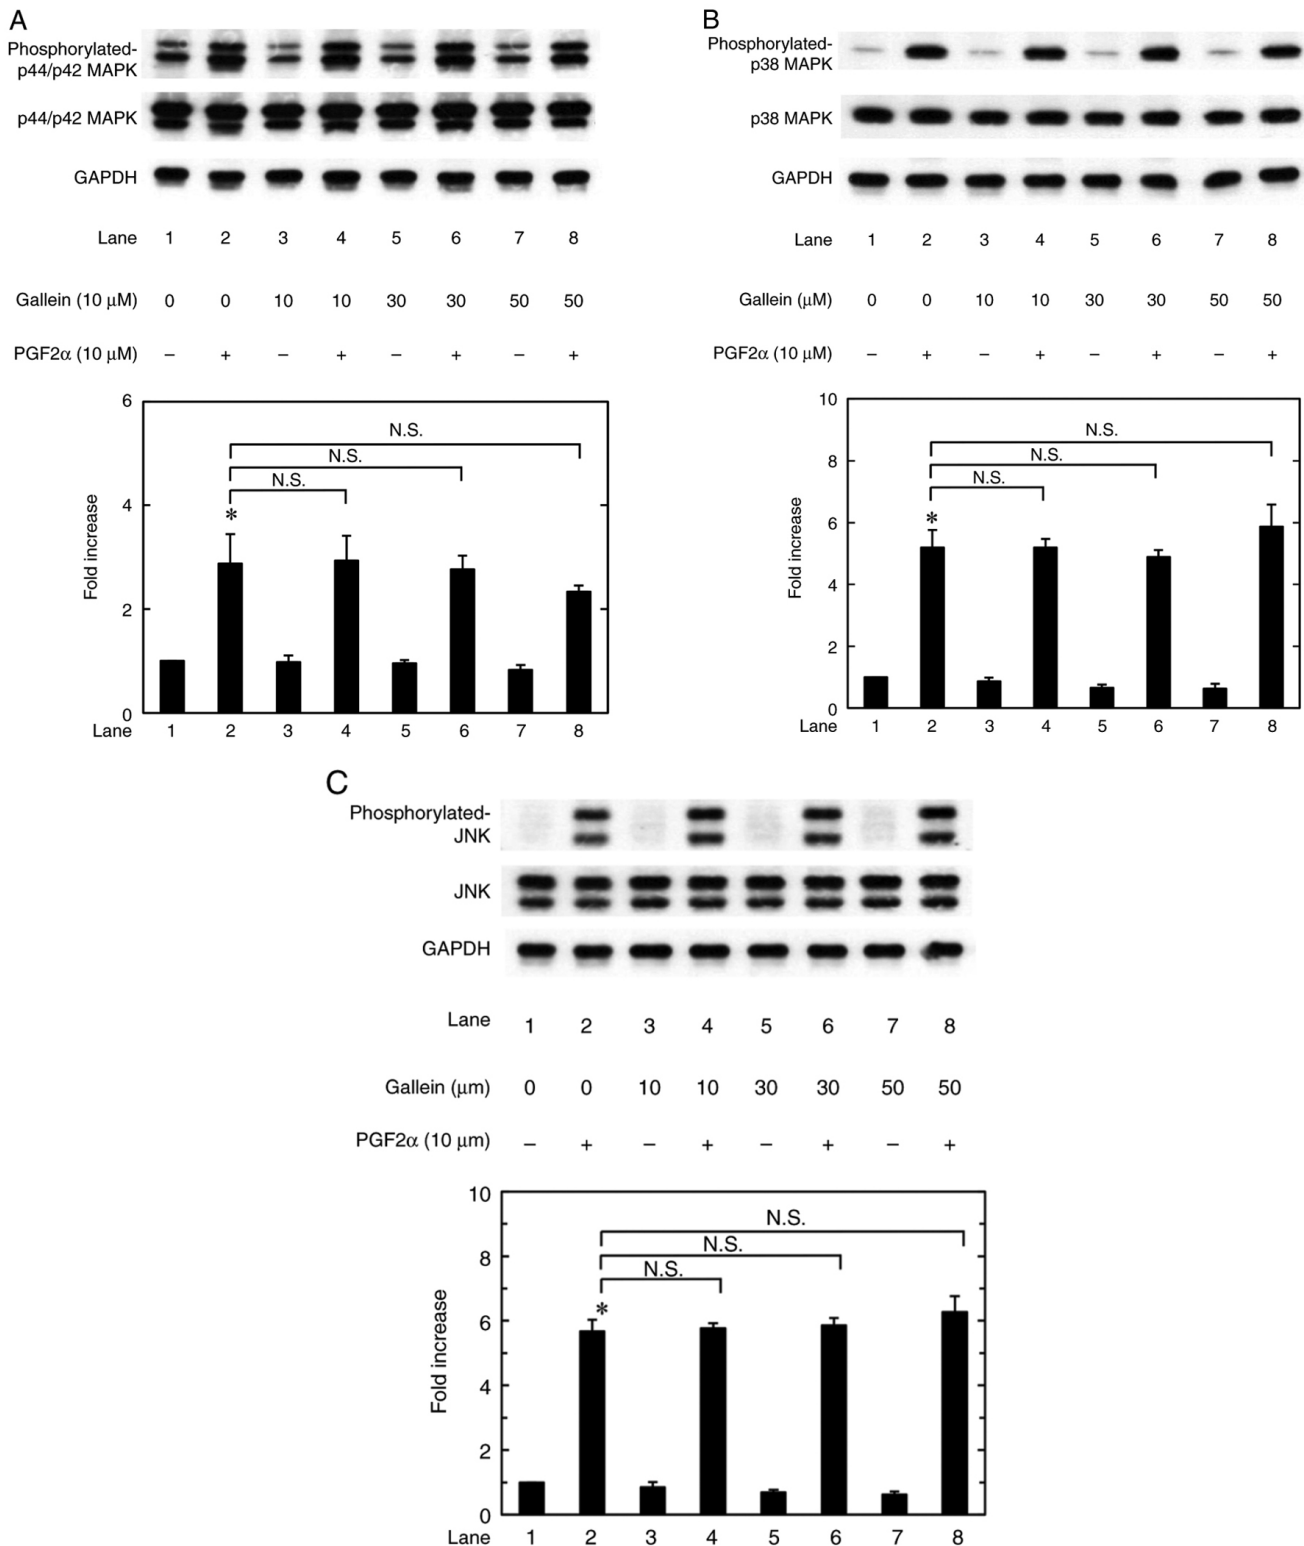 A
Phosphorylated-
p44/p42 MAPK
p44/p42 MAPK
GAPDH
Lane 1 2 3 4 5 6 7 8
Gallein (10 μM) 0 0 10 10 30 30 50 50
PGF2α (10 μM) – + – + – + – +
6
4
2
0
Fold increase
N.S.
N.S.
N.S.
*
Lane 1 2 3 4 5 6 7 8
B
Phosphorylated-
p38 MAPK
p38 MAPK
GAPDH
Lane 1 2 3 4 5 6 7 8
Gallein (μM) 0 0 10 10 30 30 50 50
PGF2α (10 μM) – + – + – + – +
10
8
6
4
2
0
Fold increase
N.S.
N.S.
N.S.
*
Lane 1 2 3 4 5 6 7 8
C
Phosphorylated-
JNK
JNK
GAPDH
Lane 1 2 3 4 5 6 7 8
Gallein (μm) 0 0 10 10 30 30 50 50
PGF2α (10 μm) – + – + – + – +
10
8
6
4
2
0
Fold increase
N.S.
N.S.
N.S.
*
Lane 1 2 3 4 5 6 7 8